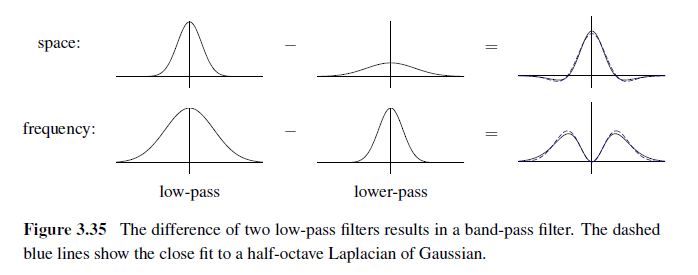 space:
−
=
frequency:
−
=
low-pass
lower-pass
Figure 3.35 The difference of two low-pass filters results in a band-pass filter. The dashed
blue lines show the close fit to a half-octave Laplacian of Gaussian.